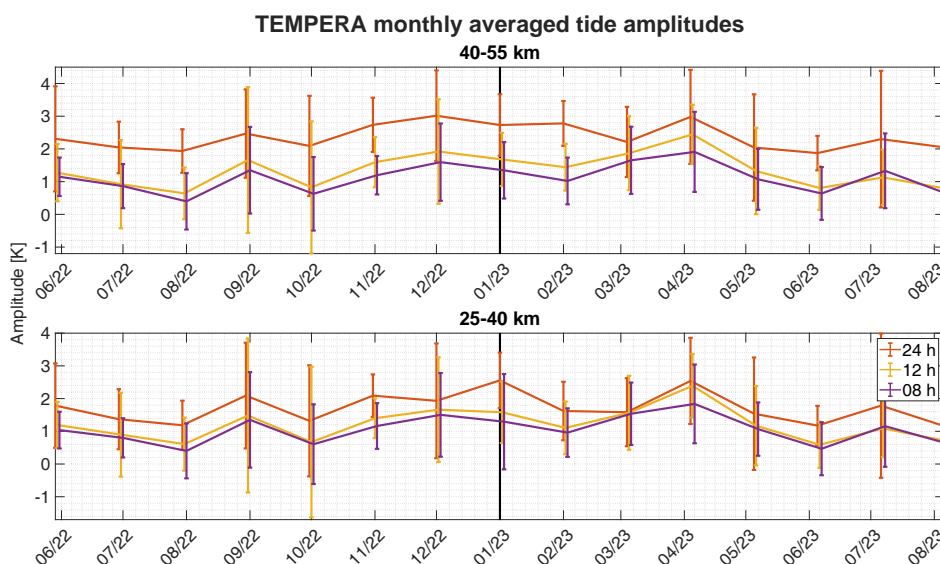 TEMPERA monthly averaged tide amplitudes
40-55 km
4
3
2
1
0
-1
06/22 07/22 08/22 09/22 10/22 11/22 12/22 01/23 02/23 03/23 04/23 05/23 06/23 07/23 08/23
Amplitude [K]
25-40 km
4
3
2
1
0
-1
24 h
12 h
08 h
06/22 07/22 08/22 09/22 10/22 11/22 12/22 01/23 02/23 03/23 04/23 05/23 06/23 07/23 08/23